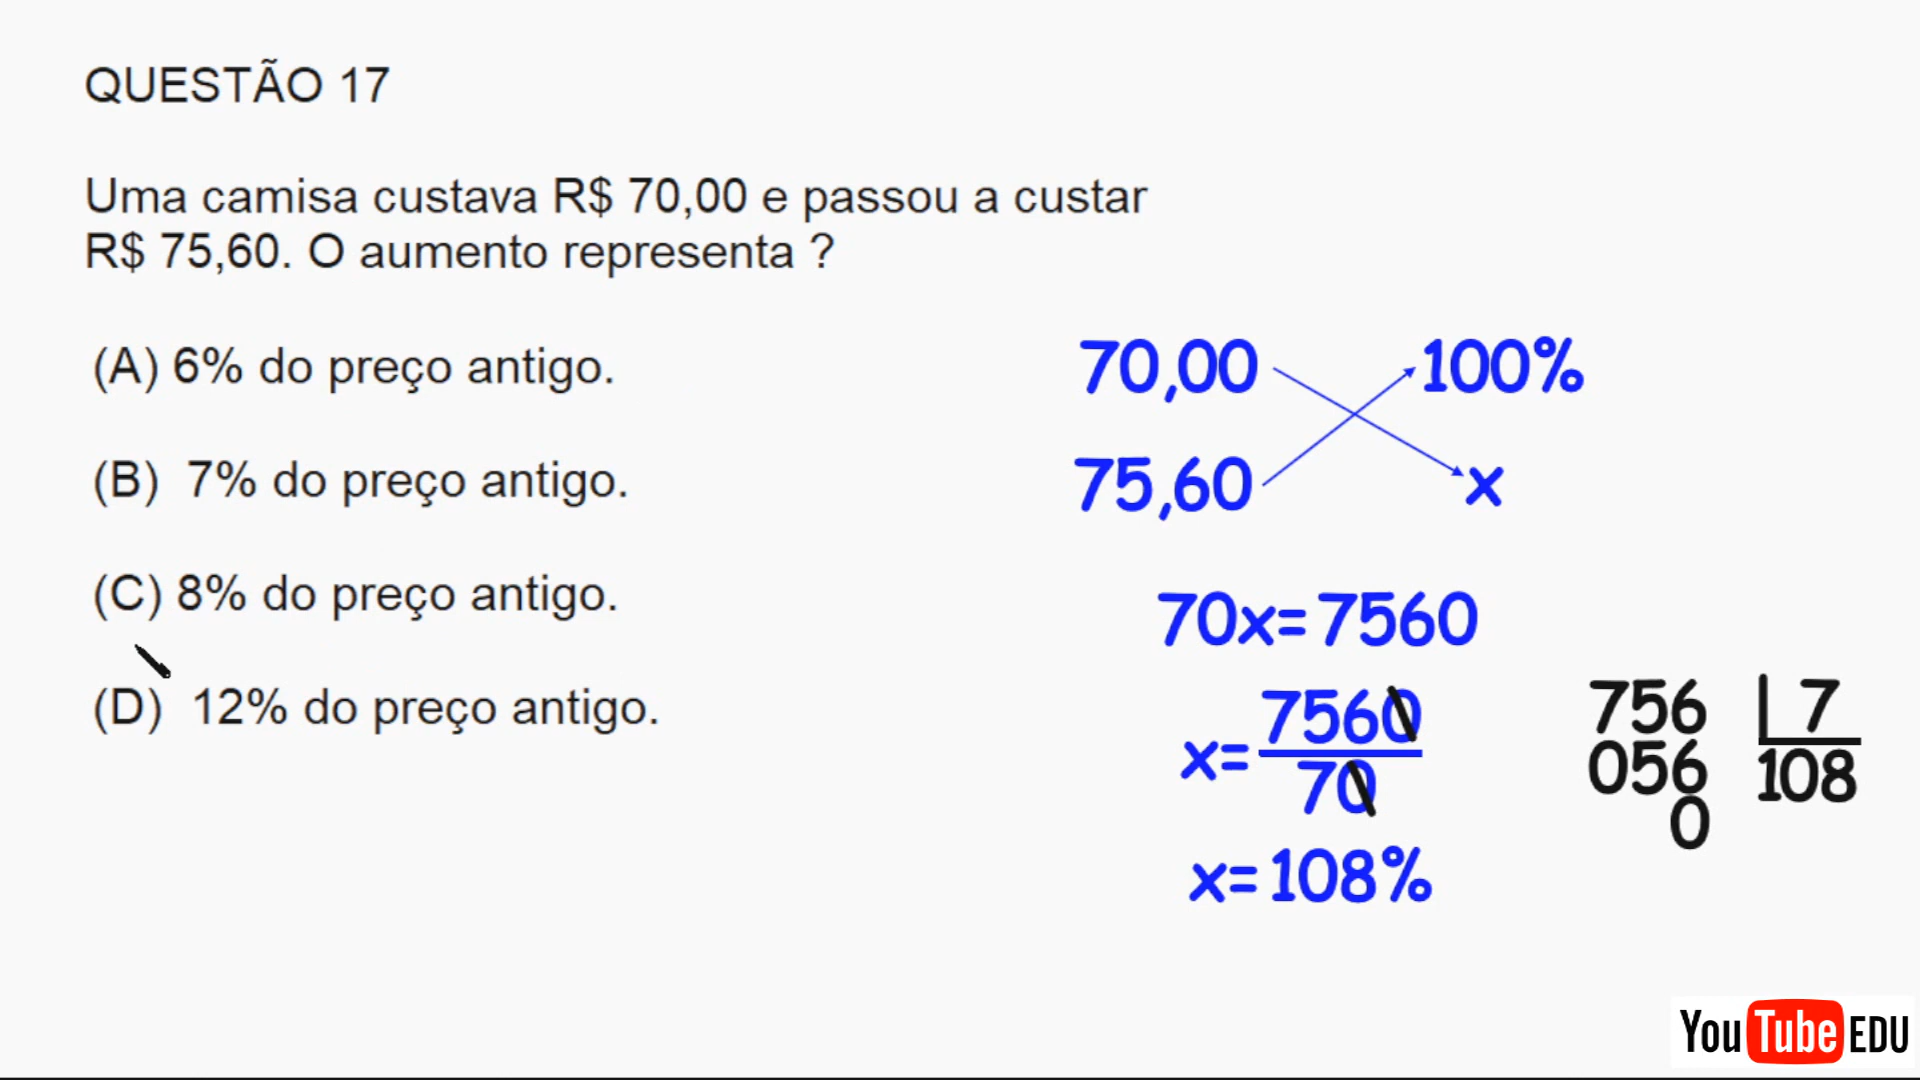 QUESTÃO 17
Uma camisa custava R$ 70,00 e passou a custar
R$ 75,60. O aumento representa ?
(A) 6% do preço antigo.
(B) 7% do preço antigo.
(C) 8% do preço antigo.
(D) 12% do preço antigo.
70,00 100%
75,60 x
70x=7560
x= 7560
70
x=108%
756 7
056 108
0
YouTube EDU